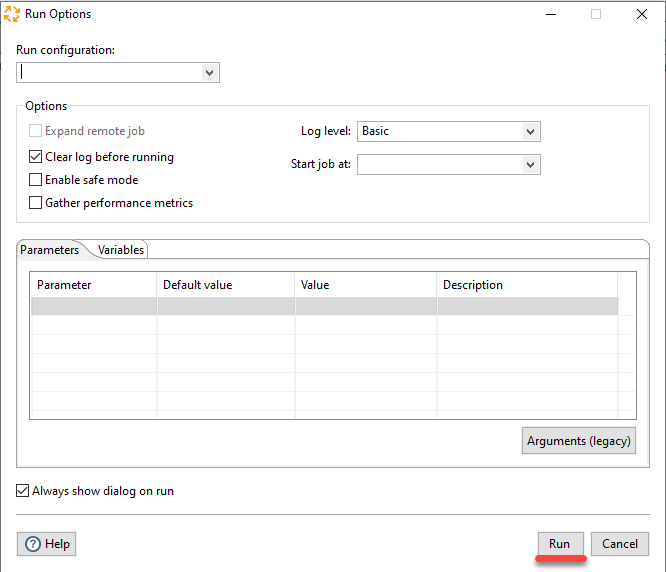 Run Options
Run configuration:
Options
Expand remote job
Log level: Basic
Clear log before running
Start job at:
Enable safe mode
Gather performance metrics
Parameters Variables
Parameter Default value Value Description
Arguments (legacy)
Always show dialog on run
Help Run Cancel